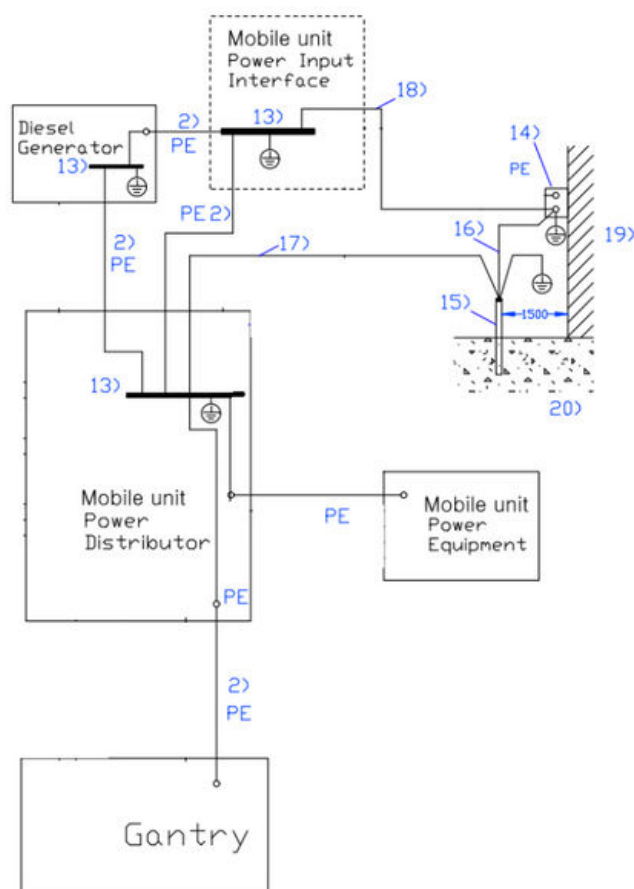 Mobile unit
Power Input
Interface
18)
2)
PE
13)
Diesel
Generator
13)
14)
PE
PE 2)
16)
19)
2)
PE
17)
15)
1500
13)
20)
Mobile unit
Power
Distributor
PE
Mobile unit
Power
Equipment
PE
2)
PE
Gantry